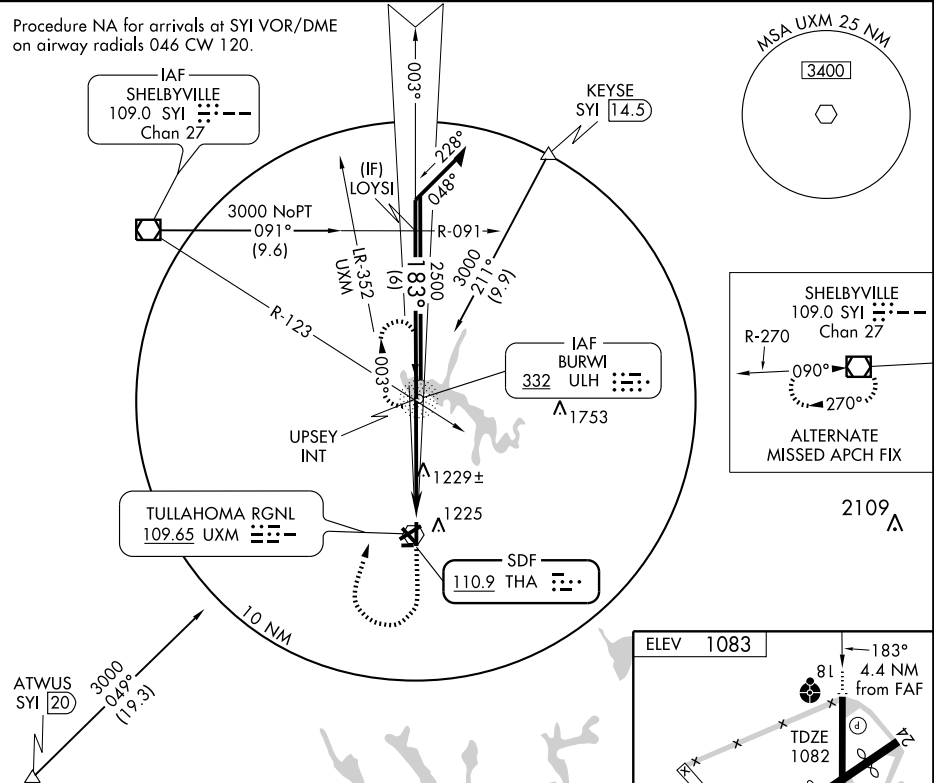 Procedure NA for arrivals at SYI VOR/DME
on airway radials 046 CW 120.
IAF
SHELBYVILLE
109.0 SYI
Chan 27
003°
KEYSE
SYI 14.5
MSA UXM 25 NM
3400
(IF)
LOYSI
228°
048°
3000 NoPT
091°
(9.6)
R-091
LR-352
UXM
(6)
183°
2500
3000
211°
(9.9)
R-123
003°
IAF
BURWI
332 ULH
1753
UPSEY
INT
1229±
1225
TULLAHOMA RGNL
109.65 UXM
SDF
110.9 THA
10 NM
SHELBYVILLE
109.0 SYI
Chan 27
R-270
090°
270°
ALTERNATE
MISSED APCH FIX
2109
ATWUS
SYI 20
3000
049°
(19.3)
ELEV 1083
183°
4.4 NM
from FAF
18
P
TDZE
1082
24